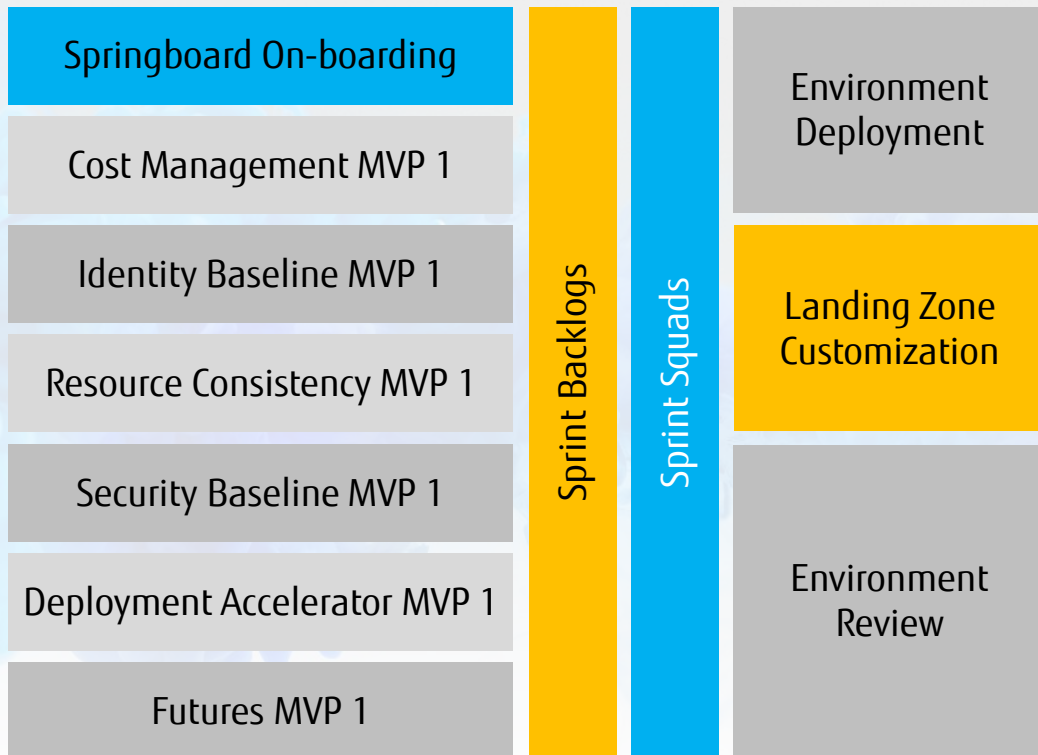 Springboard On-boarding
Cost Management MVP 1
Identity Baseline MVP 1
Resource Consistency MVP 1
Security Baseline MVP 1
Deployment Accelerator MVP 1
Futures MVP 1
Sprint Backlogs
Sprint Squads
Environment
Deployment
Landing Zone
Customization
Environment
Review